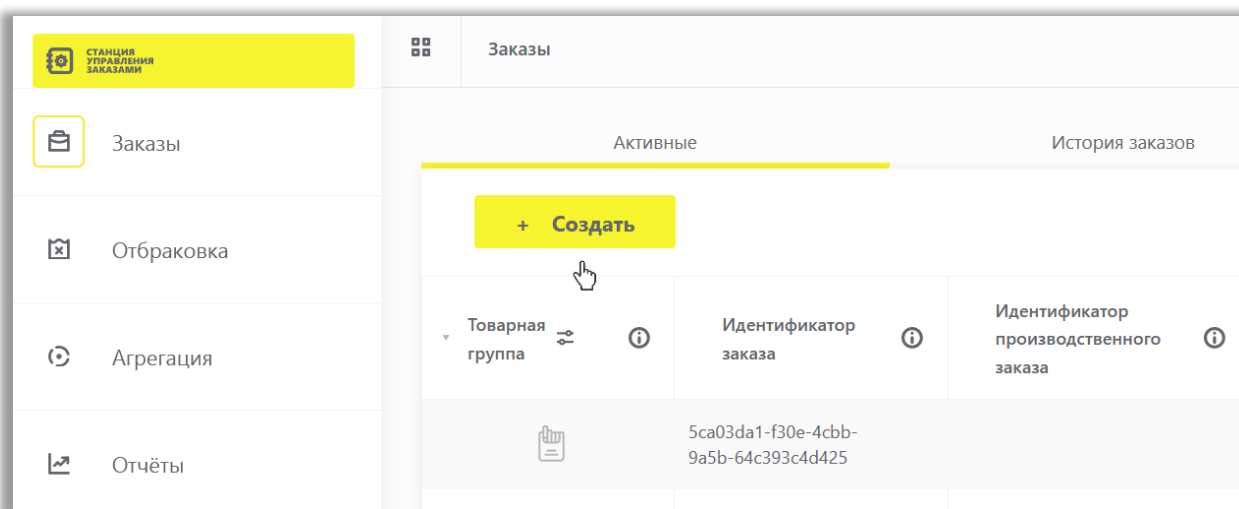 СТАНЦИЯ
УПРАВЛЕНИЯ
ЗАКАЗАМИ
Заказы
Отбраковка
Агрегация
Отчёты
Заказы
Активные
История заказов
+ Создать
Товарная
группа
Идентификатор
заказа
Идентификатор
производственного
заказа
5ca03da1-f30e-4cbb-
9a5b-64c393c4d425